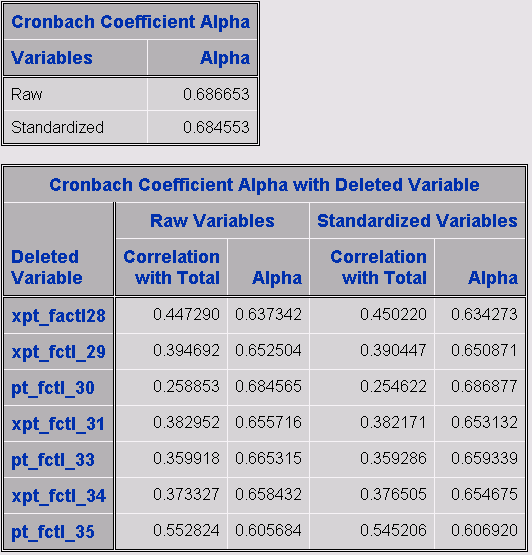 Cronbach Coefficient Alpha
Variables Alpha
Raw 0.686653
Standardized 0.684553
Cronbach Coefficient Alpha with Deleted Variable
Raw Variables Standardized Variables
Deleted Correlation Correlation
Variable with Total Alpha with Total Alpha
xpt_factl28 0.447290 0.637342 0.450220 0.634273
xpt_fctl_29 0.394692 0.652504 0.390447 0.650871
pt_fctl_30 0.258853 0.684565 0.254622 0.686877
xpt_fctl_31 0.382952 0.655716 0.382171 0.653132
pt_fctl_33 0.359918 0.665315 0.359286 0.659339
xpt_fctl_34 0.373327 0.658432 0.376505 0.654675
pt_fctl_35 0.552824 0.605684 0.545206 0.606920